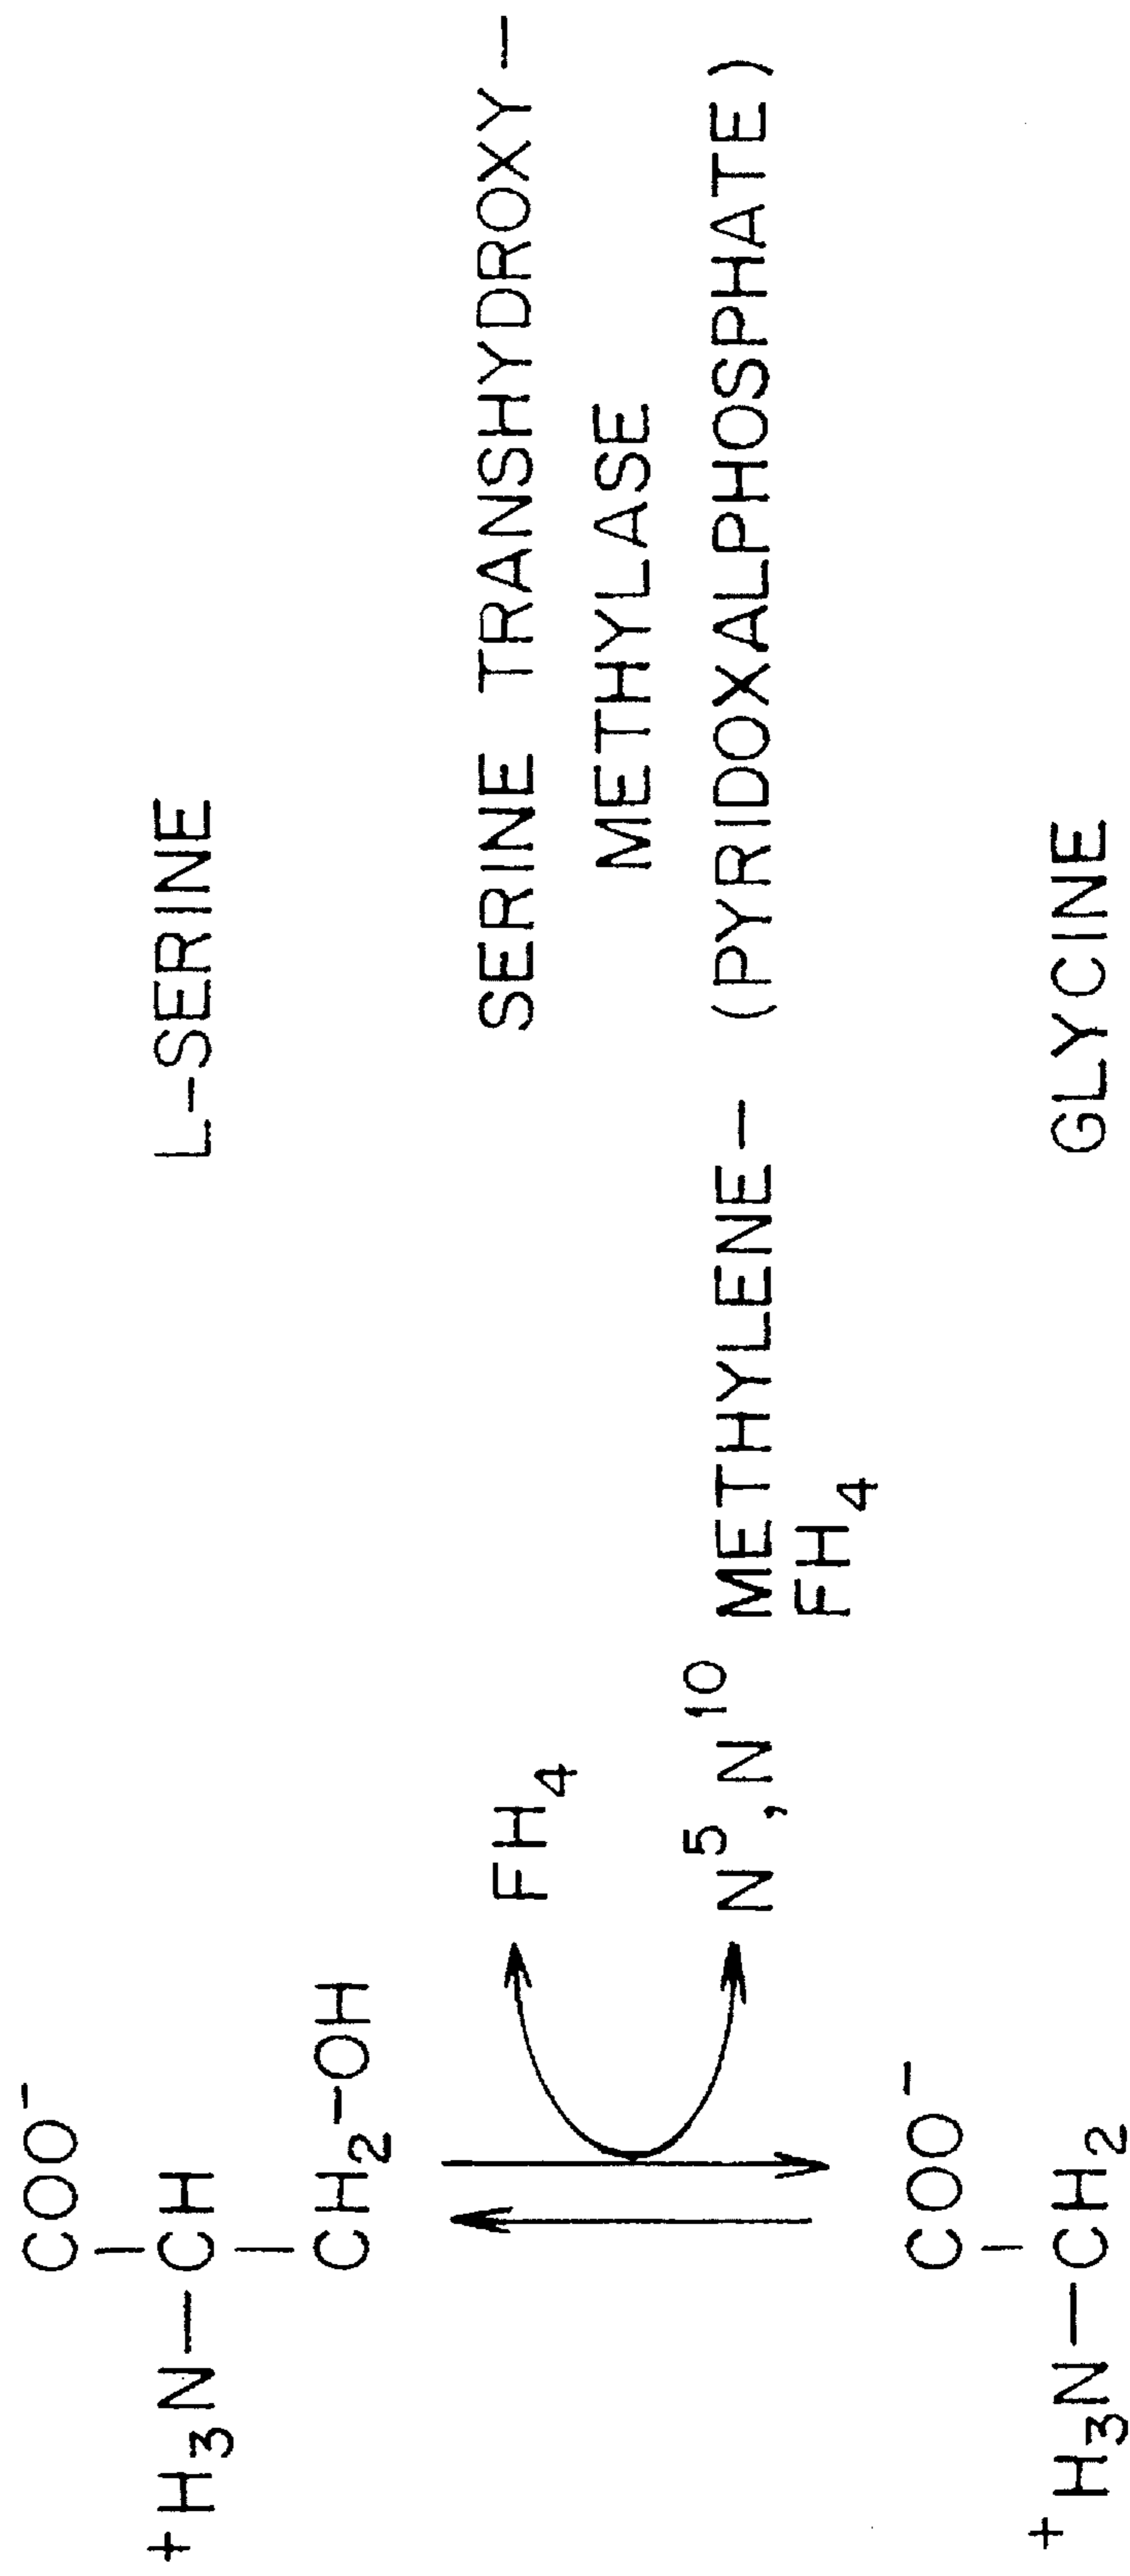 COO⁻
⁺H₃N—CH L-SERINE
CH₂-OH
FH₄ SERINE TRANSHYDROXY-
METHYLASE
N⁵,N¹⁰ METHYLENE- (PYRIDOXALPHOSPHATE)
FH₄
COO⁻
⁺H₃N—CH₂ GLYCINE